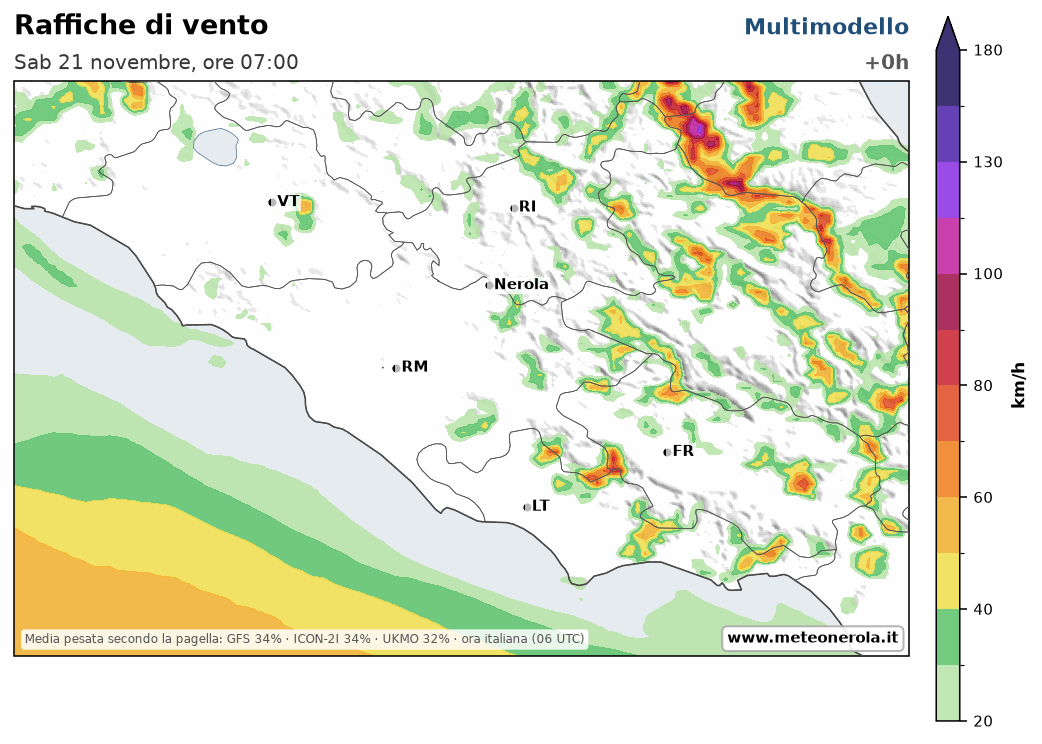 Raffiche di vento
Multimodello
Sab 21 novembre, ore 07:00
+0h
180
130
100
80
60
40
20
km/h
VT
RI
Nerola
RM
FR
LT
Media pesata secondo la pagella: GFS 34% · ICON-2I 34% · UKMO 32% · ora italiana (06 UTC)
www.meteonerola.it